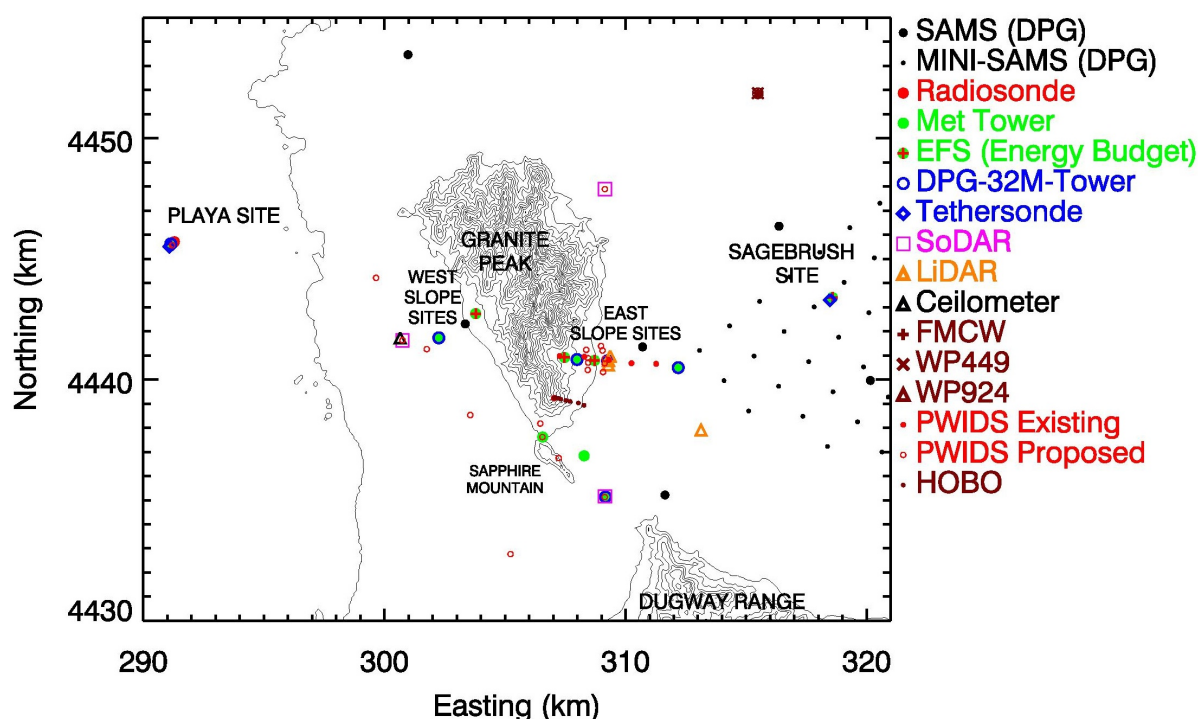 4450
4440
4430
Northing (km)
290
300
310
320
Easting (km)
PLAYA SITE
GRANITE
PEAK
WEST
SLOPE
SITES
EAST
SLOPE SITES
SAGEBRUSH
SITE
SAPPHIRE
MOUNTAIN
DUGWAY RANGE
SAMS (DPG)
MINI-SAMS (DPG)
Radiosonde
Met Tower
EFS (Energy Budget)
DPG-32M-Tower
Tethersonde
SoDAR
LiDAR
Ceilometer
FMCW
WP449
WP924
PWIDS Existing
PWIDS Proposed
HOBO